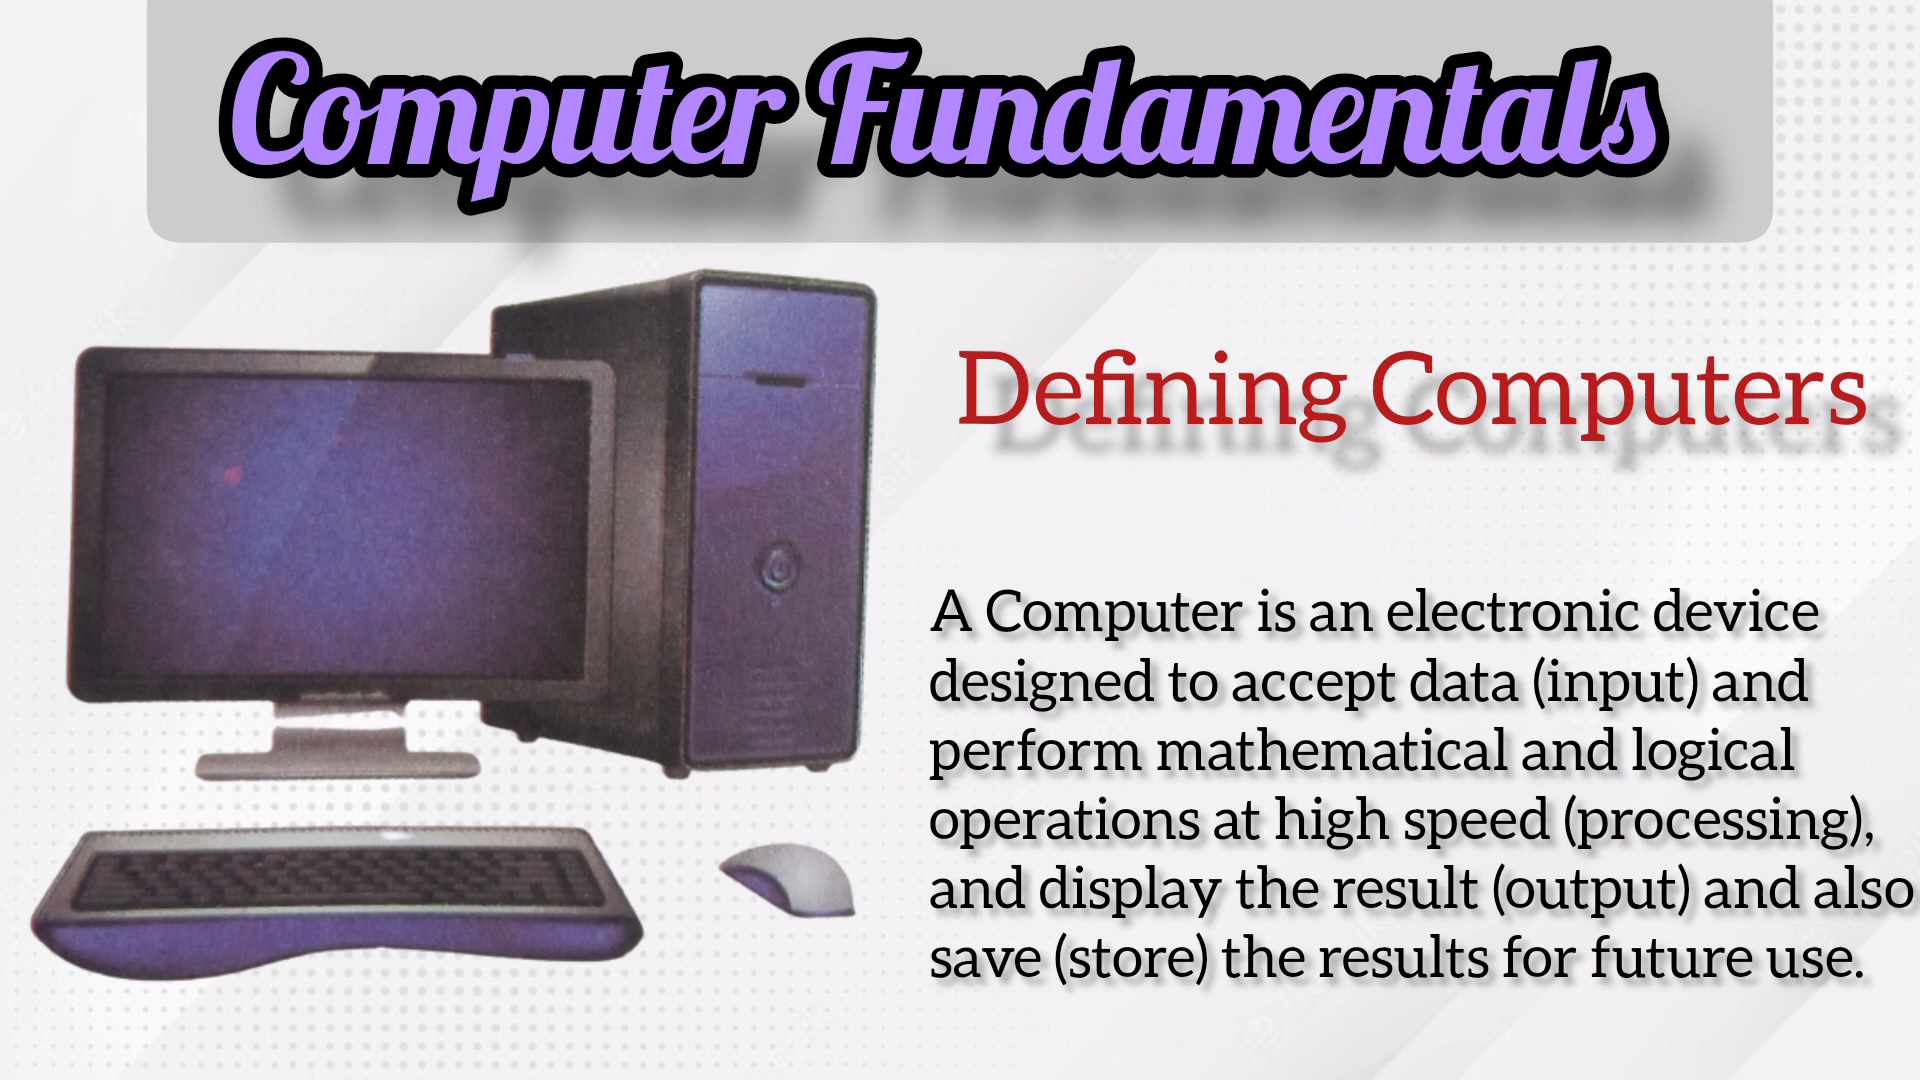 Computer Fundamentals
Defining Computers
A Computer is an electronic device
designed to accept data (input) and
perform mathematical and logical
operations at high speed (processing),
and display the result (output) and also
save (store) the results for future use.